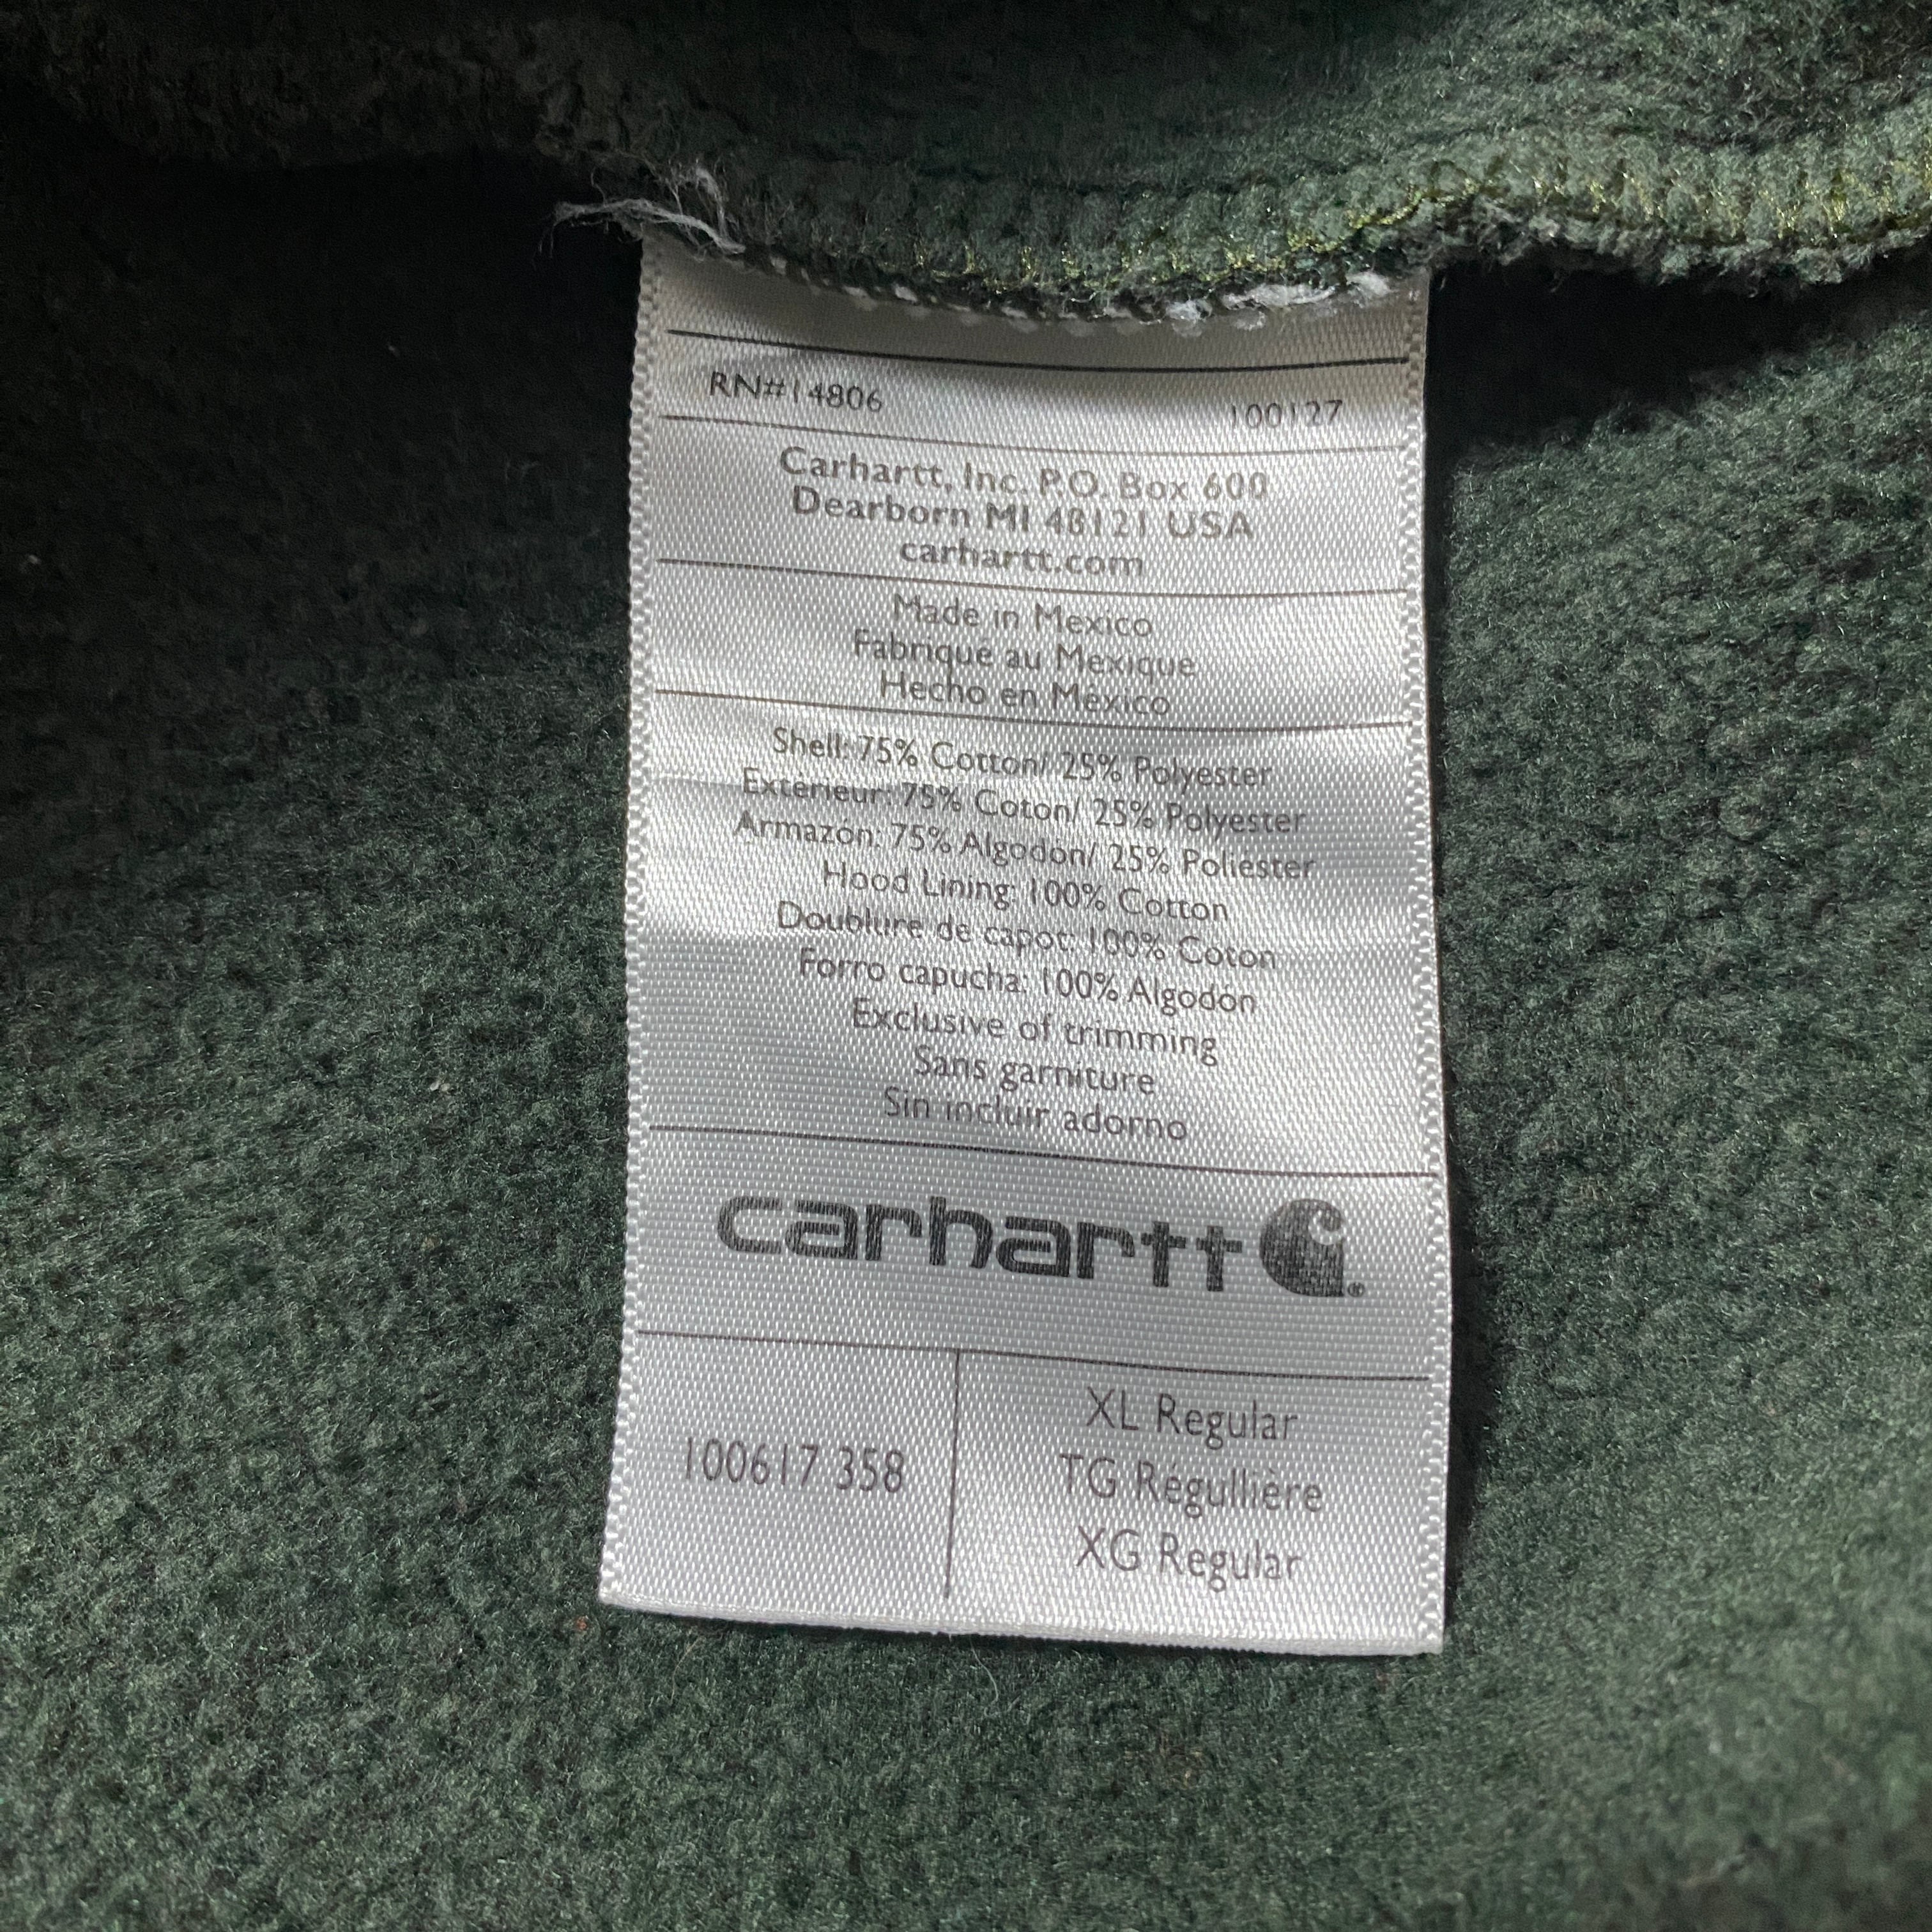 RN#14806 100127
Carhartt, Inc. P.O. Box 600
Dearborn MI 48121 USA
carhartt.com
Made in Mexico
Fabriqué au Mexique
Hecho en México
Shell: 75% Cotton/ 25% Polyester
Extérieur: 75% Coton/ 25% Polyester
Armazón: 75% Algodón/ 25% Poliéster
Hood Lining: 100% Cotton
Doublure de capot: 100% Coton
Forro capucha: 100% Algodón
Exclusive of trimming
Sans garniture
Sin incluir adorno
carhartt ®
100617 358
XL Regular
TG Régullière
XG Regular